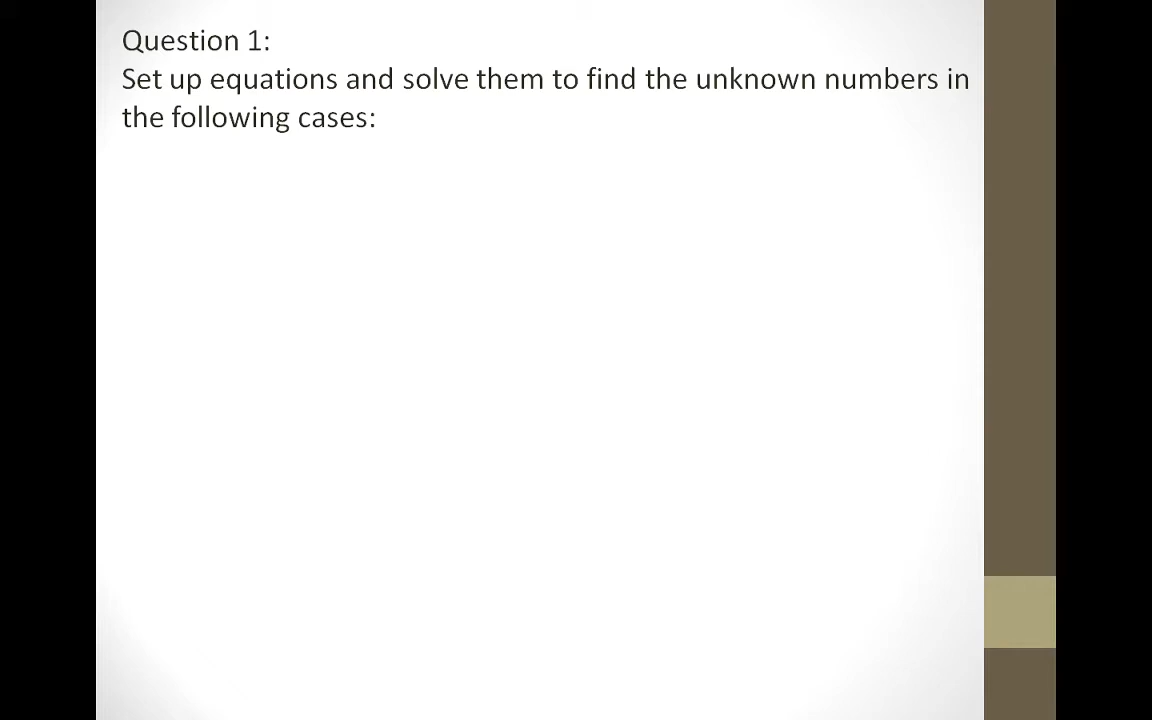 Question 1:
Set up equations and solve them to find the unknown numbers in
the following cases: